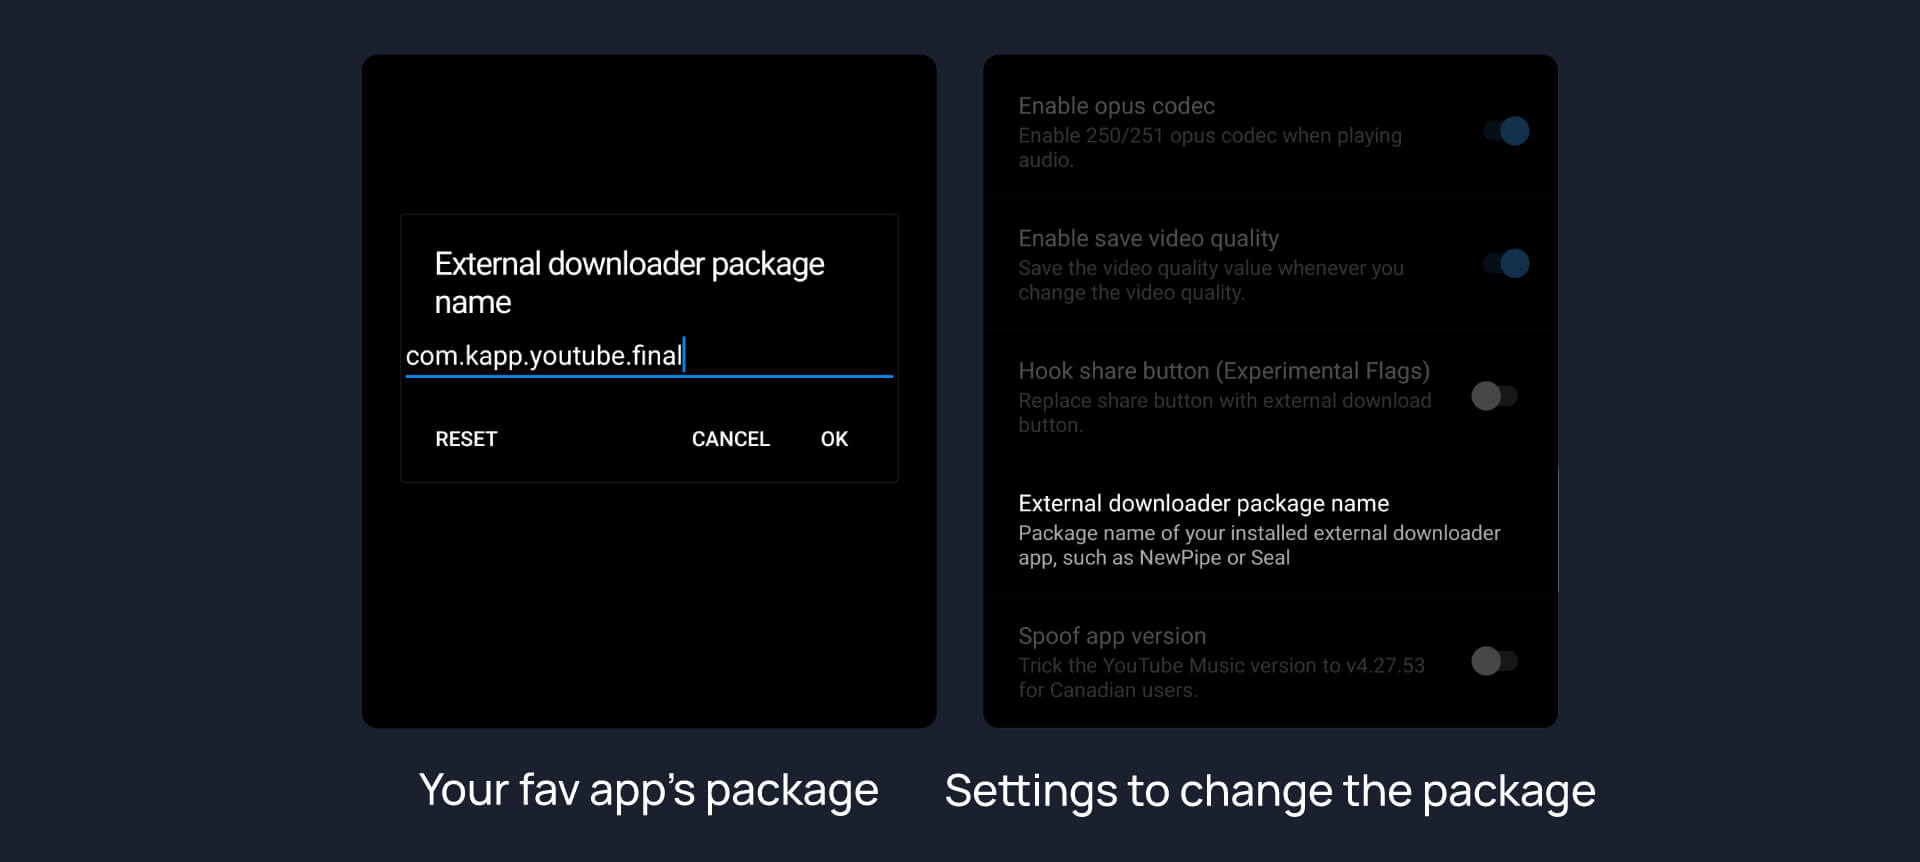 External downloader package
name
com.kapp.youtube.final
RESET
CANCEL
OK
Your fav app's package
Enable opus codec
Enable 250/251 opus codec when playing
audio.
Enable save video quality
Save the video quality value whenever you
change the video quality.
Hook share button (Experimental Flags)
Replace share button with external download
button.
External downloader package name
Package name of your installed external downloader
app, such as NewPipe or Seal
Spoof app version
Trick the YouTube Music version to v4.27.53
for Canadian users.
Settings to change the package